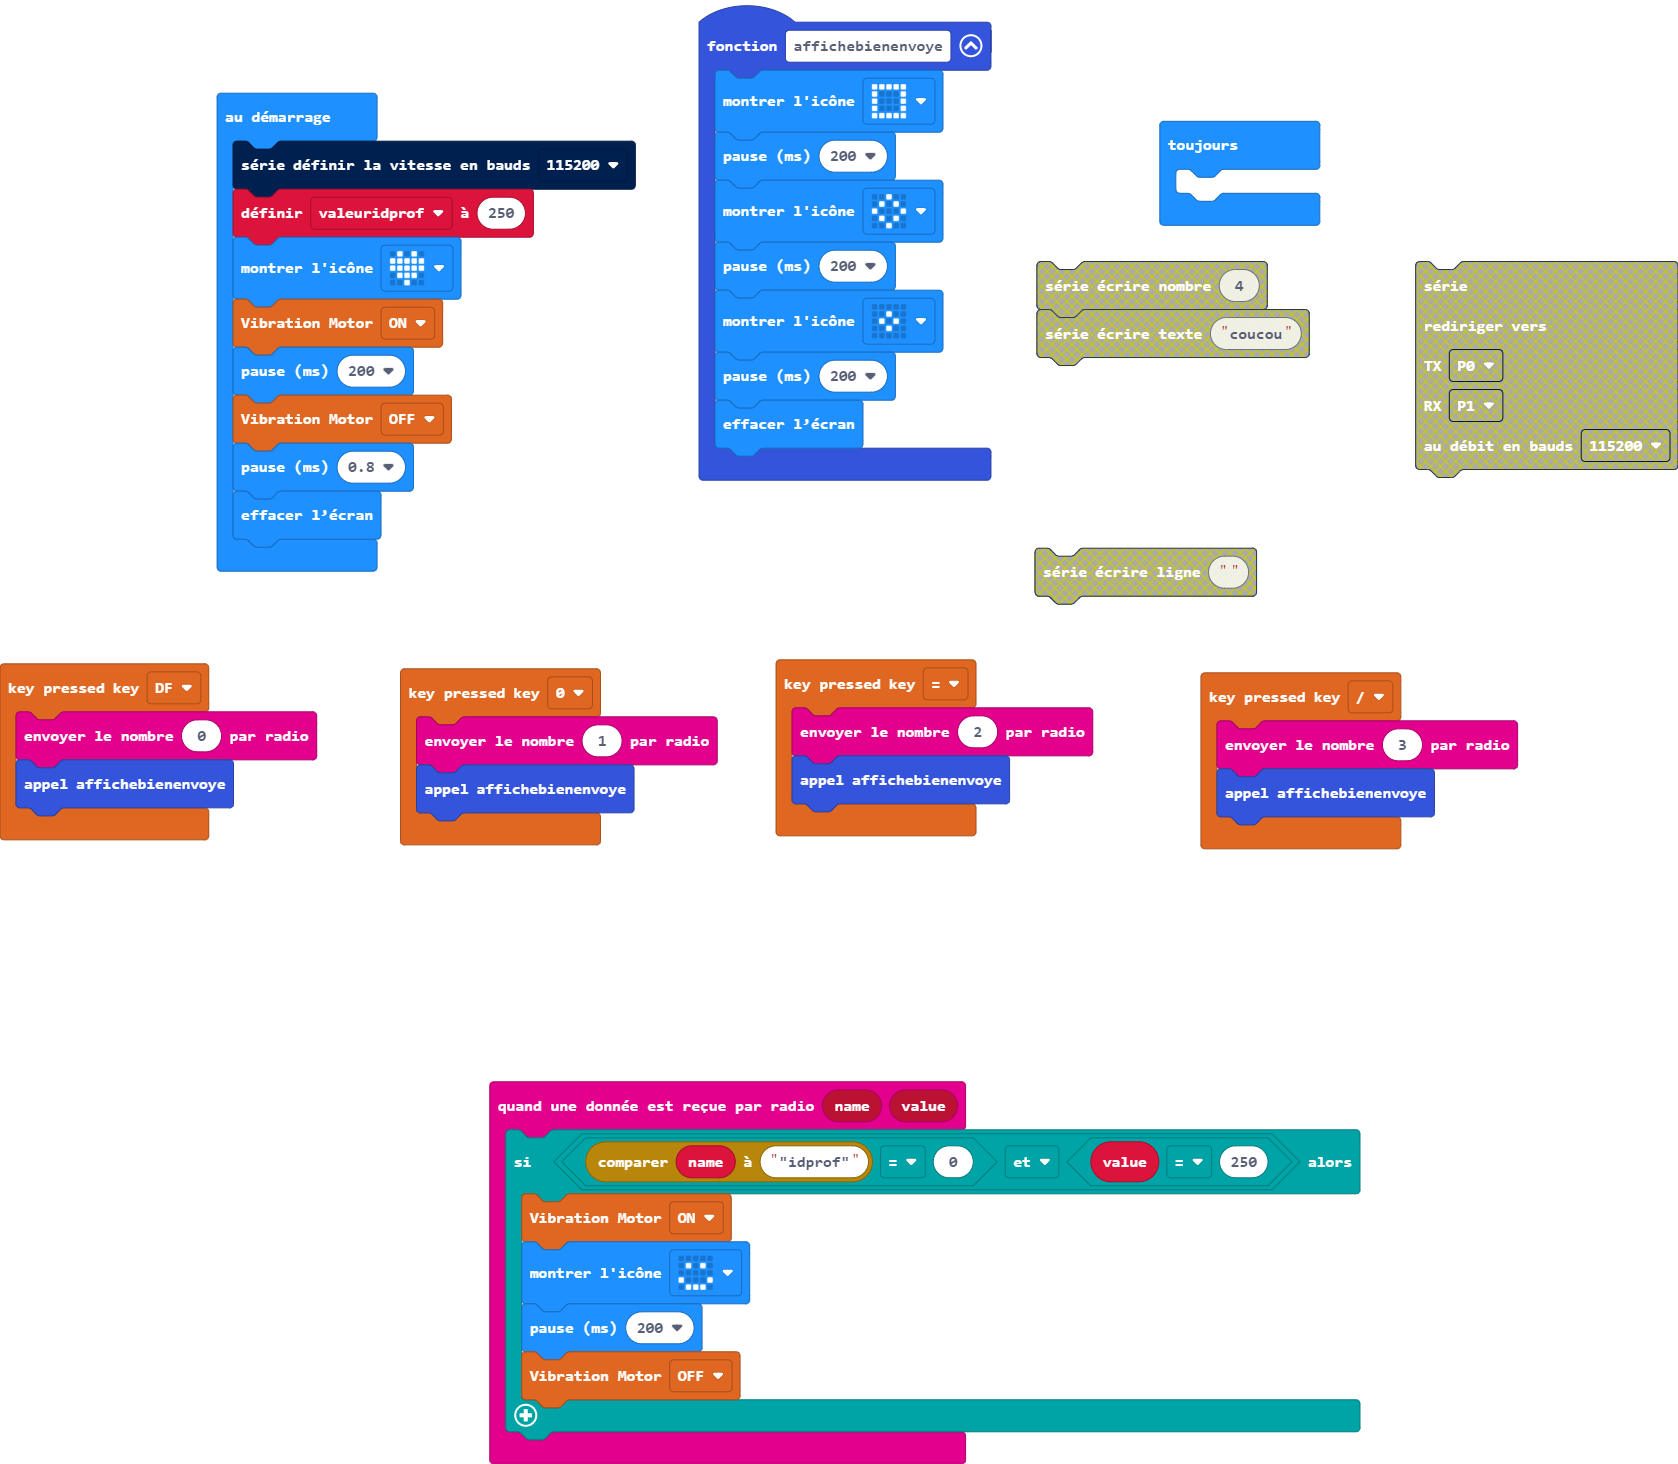 fonction affichebienenvoye
montrer l'icône
pause (ms) 200
montrer l'icône
pause (ms) 200
montrer l'icône
pause (ms) 200
effacer l’écran
au démarrage
série définir la vitesse en bauds 115200
définir valeuridprof à 250
montrer l'icône
Vibration Motor ON
pause (ms) 200
Vibration Motor OFF
pause (ms) 0.8
effacer l’écran
toujours
série écrire nombre 4
série écrire texte "coucou"
série
rediriger vers
TX P0
RX P1
au débit en bauds 115200
série écrire ligne ""
key pressed key DF
envoyer le nombre 0 par radio
appel affichebienenvoye
key pressed key 0
envoyer le nombre 1 par radio
appel affichebienenvoye
key pressed key =
envoyer le nombre 2 par radio
appel affichebienenvoye
key pressed key /
envoyer le nombre 3 par radio
appel affichebienenvoye
quand une donnée est reçue par radio name value
si comparer name à ""idprof"" = 0 et value = 250 alors
Vibration Motor ON
montrer l'icône
pause (ms) 200
Vibration Motor OFF